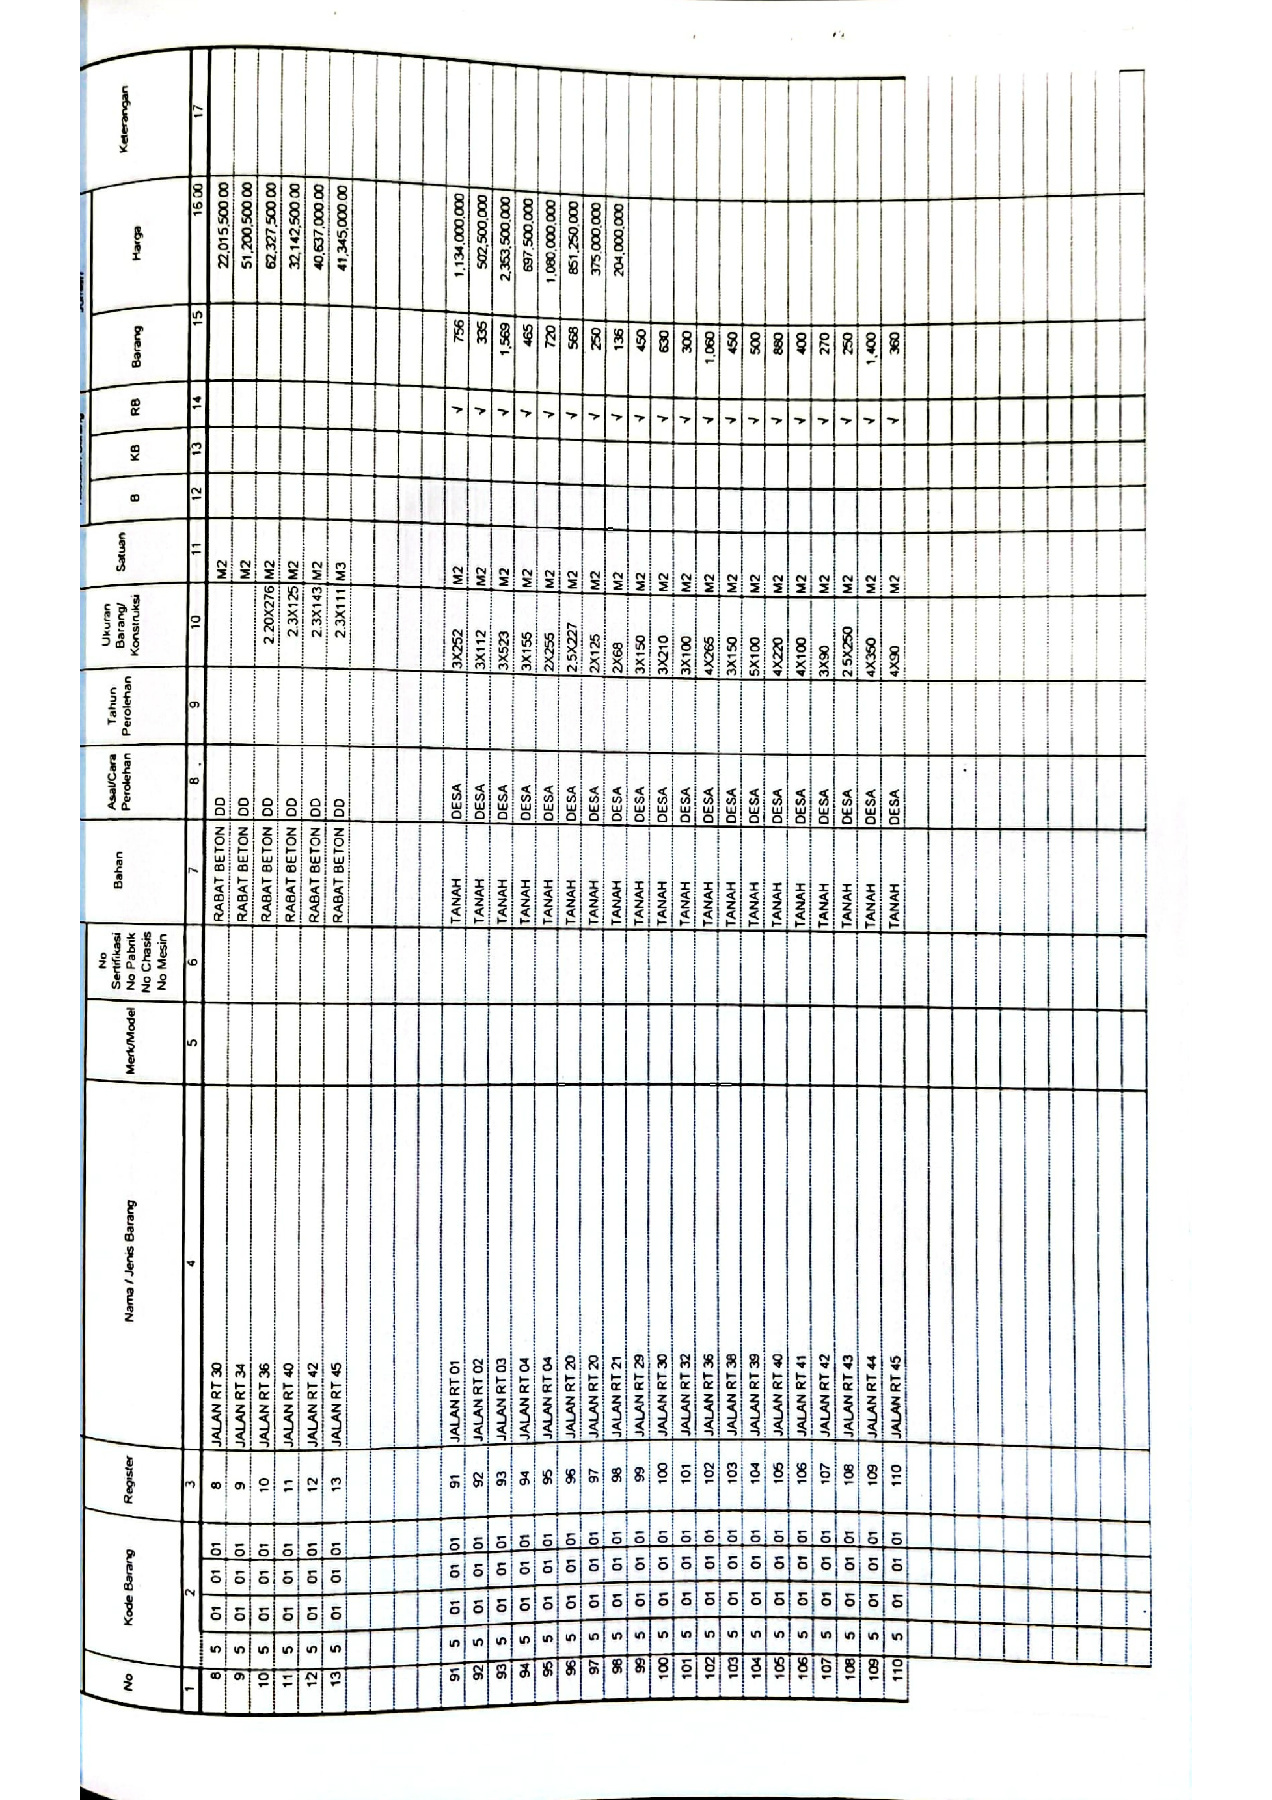 No Kode Barang Register Nama / Jenis Barang Merk/Model No Sertifikasi No Pabrik No Chasis No Mesin Bahan Asal/Cara Perolehan Tahun Perolehan Ukuran Barang/ Konstruksi Satuan B KB RB Barang Harga Keterangan
1 2 3 4 5 6 7 8 9 10 11 12 13 14 15 16.00 17
8 5 01 01 01 8 JALAN RT 30 RABAT BETON DD M2 22,015,500.00
9 5 01 01 01 9 JALAN RT 34 RABAT BETON DD M2 51,200,500.00
10 5 01 01 01 10 JALAN RT 36 RABAT BETON DD 2.20X276 M2 62,327,500.00
11 5 01 01 01 11 JALAN RT 40 RABAT BETON DD 2.3X125 M2 32,142,500.00
12 5 01 01 01 12 JALAN RT 42 RABAT BETON DD 2.3X143 M2 40,637,000.00
13 5 01 01 01 13 JALAN RT 45 RABAT BETON DD 2.3X111 M3 41,345,000.00
91 5 01 01 01 91 JALAN RT 01 TANAH DESA 3X252 M2 √ 756 1,134,000,000
92 5 01 01 01 92 JALAN RT 02 TANAH DESA 3X112 M2 √ 335 502,500,000
93 5 01 01 01 93 JALAN RT 03 TANAH DESA 3X523 M2 √ 1,569 2,353,500,000
94 5 01 01 01 94 JALAN RT 04 TANAH DESA 3X155 M2 √ 465 697,500,000
95 5 01 01 01 95 JALAN RT 04 TANAH DESA 2X255 M2 √ 720 1,080,000,000
96 5 01 01 01 96 JALAN RT 20 TANAH DESA 2.5X227 M2 √ 568 851,250,000
97 5 01 01 01 97 JALAN RT 20 TANAH DESA 2X125 M2 √ 250 375,000,000
98 5 01 01 01 98 JALAN RT 21 TANAH DESA 2X68 M2 √ 136 204,000,000
99 5 01 01 01 99 JALAN RT 29 TANAH DESA 3X150 M2 √ 450
100 5 01 01 01 100 JALAN RT 30 TANAH DESA 3X210 M2 √ 630
101 5 01 01 01 101 JALAN RT 32 TANAH DESA 3X100 M2 √ 300
102 5 01 01 01 102 JALAN RT 36 TANAH DESA 4X265 M2 √ 1,060
103 5 01 01 01 103 JALAN RT 38 TANAH DESA 3X150 M2 √ 450
104 5 01 01 01 104 JALAN RT 39 TANAH DESA 5X100 M2 √ 500
105 5 01 01 01 105 JALAN RT 40 TANAH DESA 4X220 M2 √ 880
106 5 01 01 01 106 JALAN RT 41 TANAH DESA 4X100 M2 √ 400
107 5 01 01 01 107 JALAN RT 42 TANAH DESA 3X90 M2 √ 270
108 5 01 01 01 108 JALAN RT 43 TANAH DESA 2.5X250 M2 √ 250
109 5 01 01 01 109 JALAN RT 44 TANAH DESA 4X350 M2 √ 1,400
110 5 01 01 01 110 JALAN RT 45 TANAH DESA 4X90 M2 √ 360